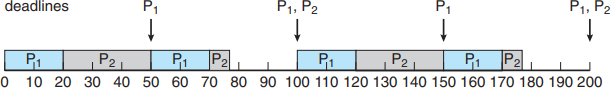 deadlines P₁ P₁, P₂ P₁ P₁, P₂
P₁ P₂ P₁ P₂ P₁ P₂ P₁ P₂
0 10 20 30 40 50 60 70 80 90 100 110 120 130 140 150 160 170 180 190 200